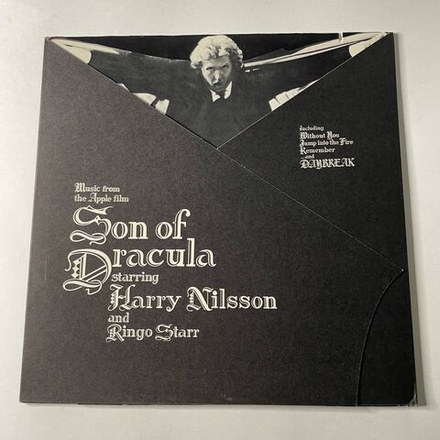 including
Without You
Jump into the Fire
Remember
...and
DAYBREAK
Music from
the Apple film
Son of
Dracula
starring
Harry Nilsson
and
Ringo Starr